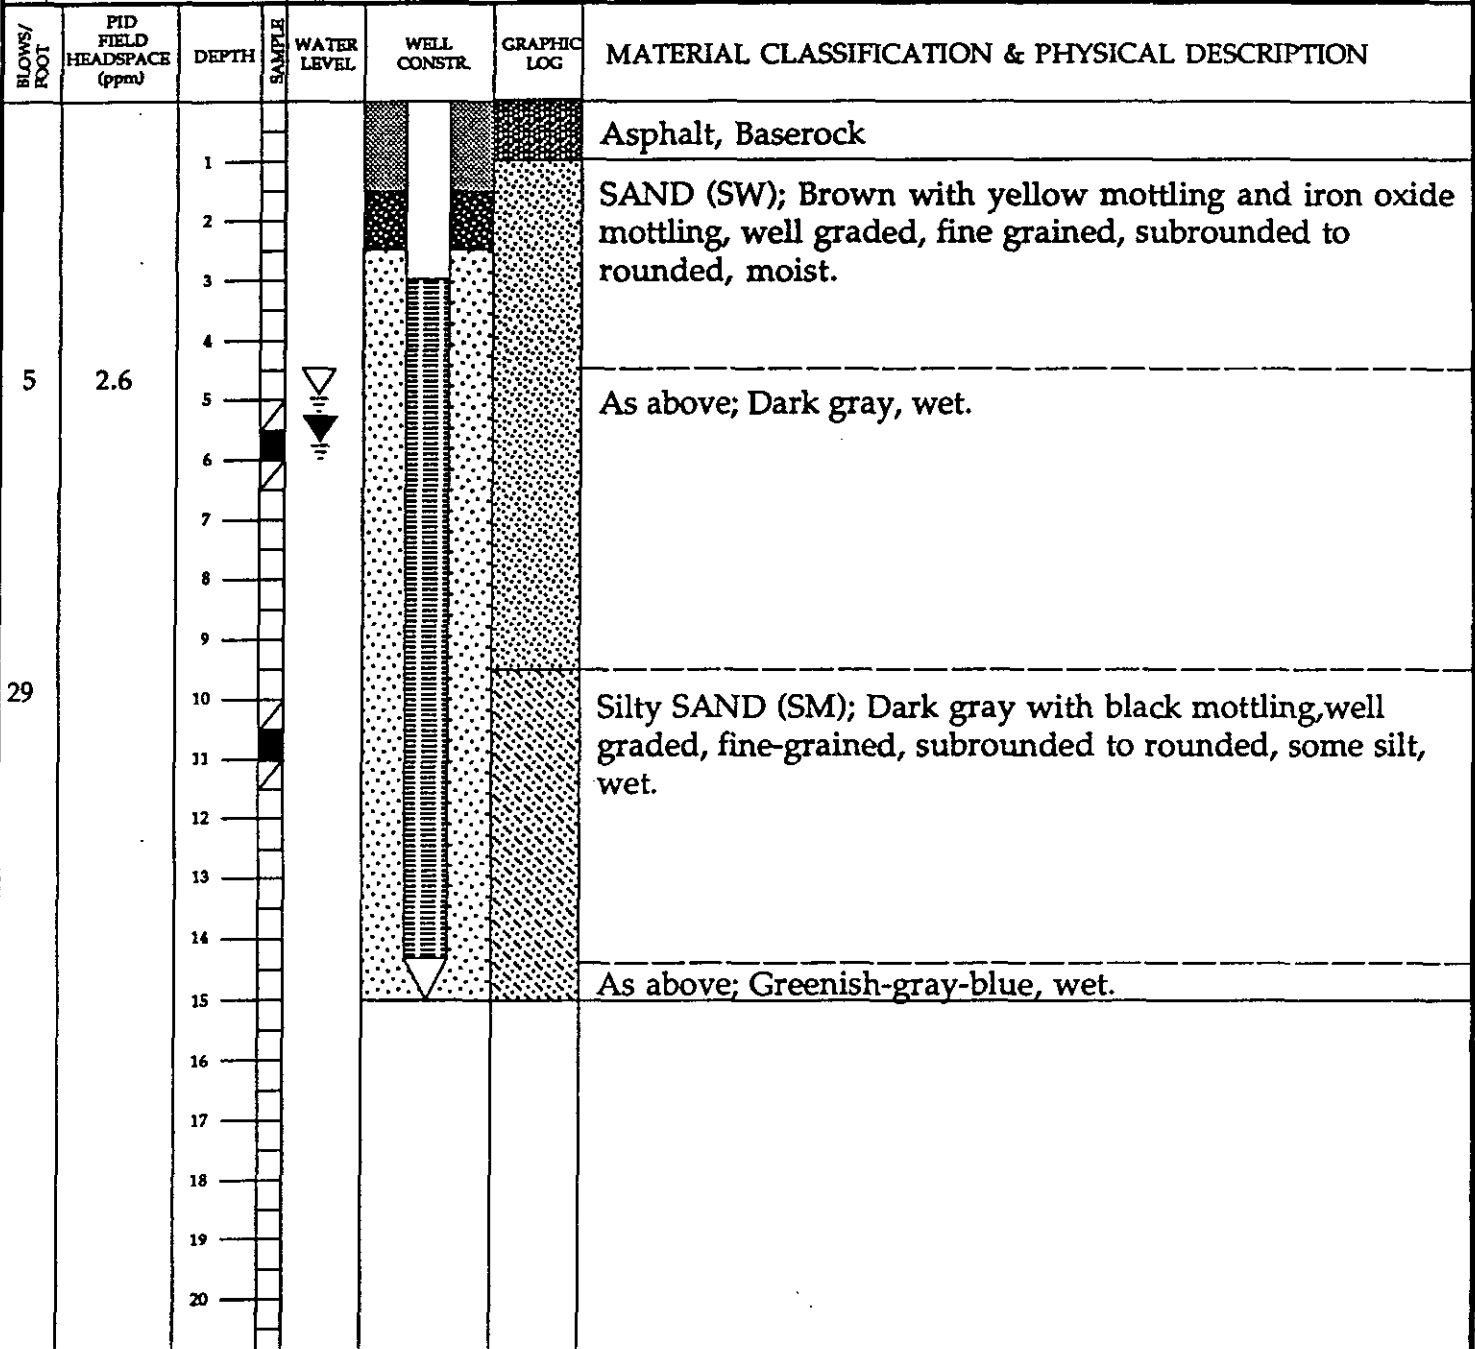 BLOWS/
FOOT
PID
FIELD
HEADSPACE
(ppm)
DEPTH
SAMPLE
WATER
LEVEL
WELL
CONSTR.
GRAPHIC
LOG
MATERIAL CLASSIFICATION & PHYSICAL DESCRIPTION
Asphalt, Baserock
1
SAND (SW); Brown with yellow mottling and iron oxide
mottling, well graded, fine grained, subrounded to
rounded, moist.
2
3
4
5 2.6
5
As above; Dark gray, wet.
6
7
8
9
29
10
Silty SAND (SM); Dark gray with black mottling,well
graded, fine-grained, subrounded to rounded, some silt,
wet.
11
12
13
14
As above; Greenish-gray-blue, wet.
15
16
17
18
19
20